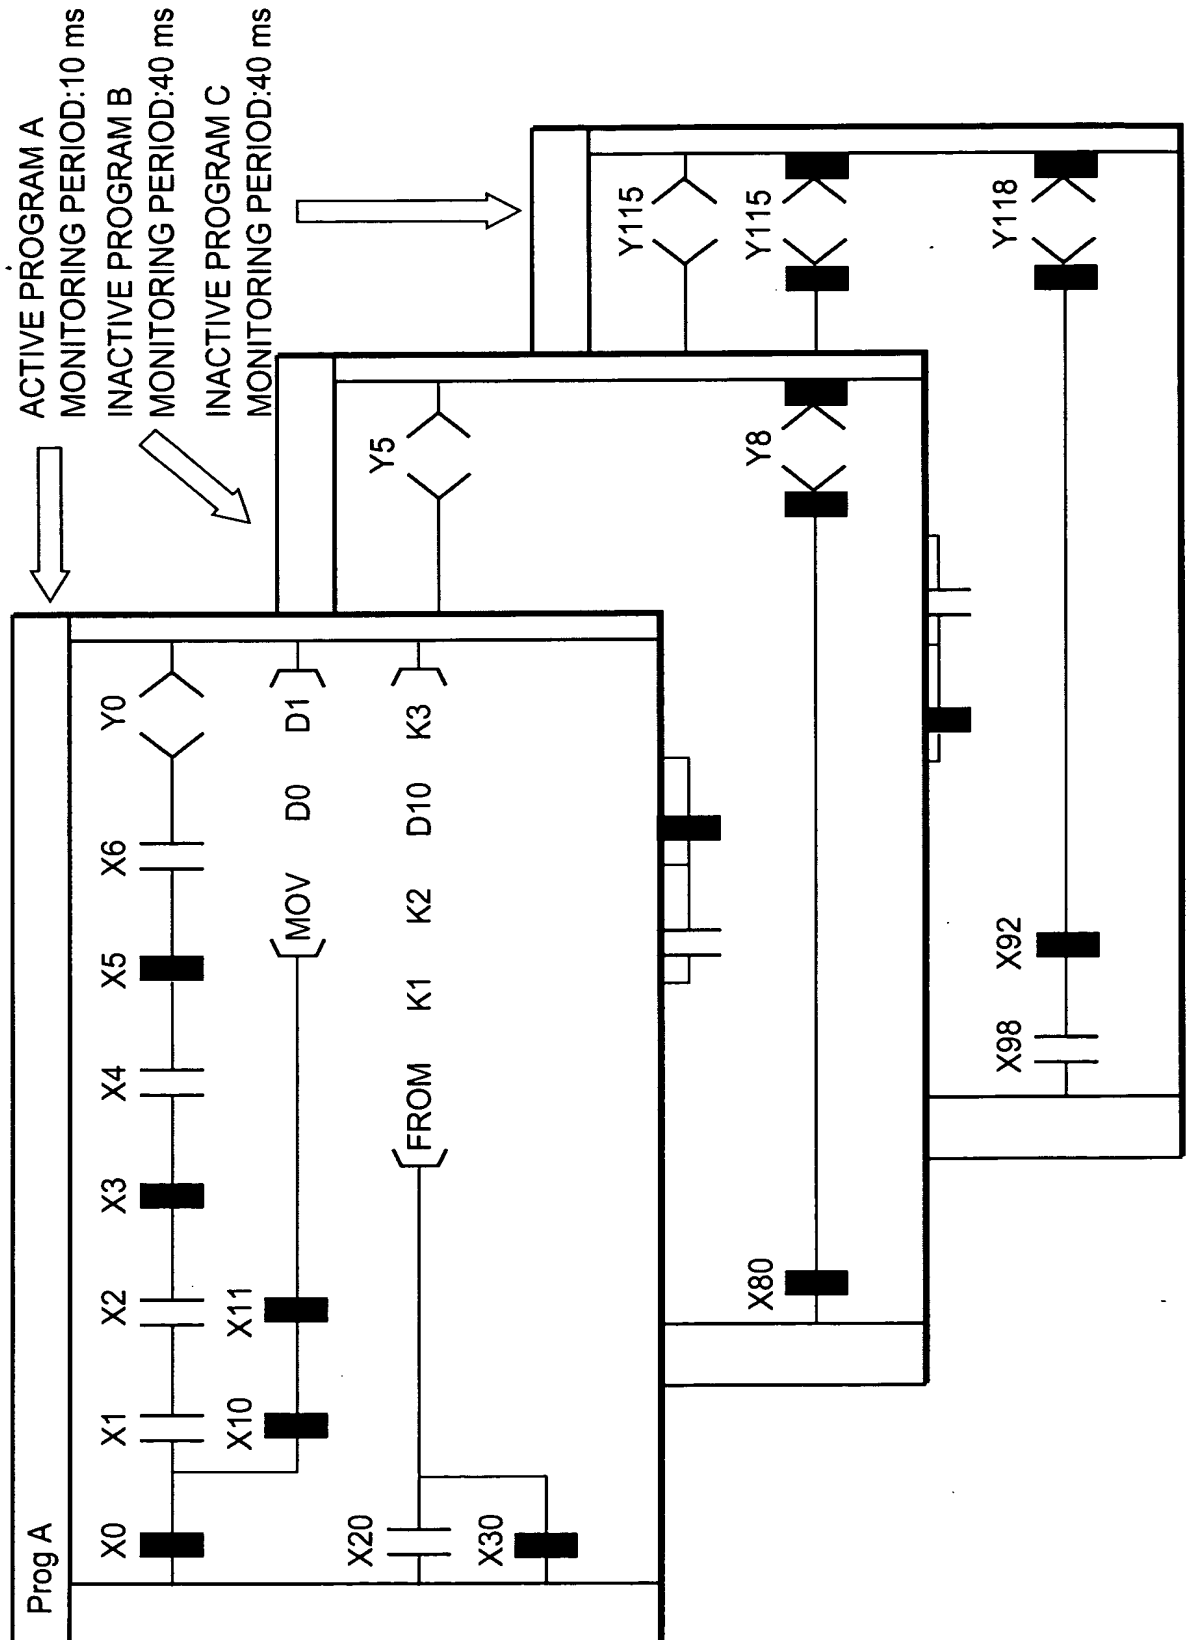 ACTIVE PROGRAM A
MONITORING PERIOD:10 ms
INACTIVE PROGRAM B
MONITORING PERIOD:40 ms
INACTIVE PROGRAM C
MONITORING PERIOD:40 ms
Prog A
X0 X1 X2 X3 X4 X5 X6 Y0
X10 X11 MOV D0 D1
X20 FROM K1 K2 D10 K3
X30
Y5
X80 Y8
Y115
Y115
X98 X92 Y118